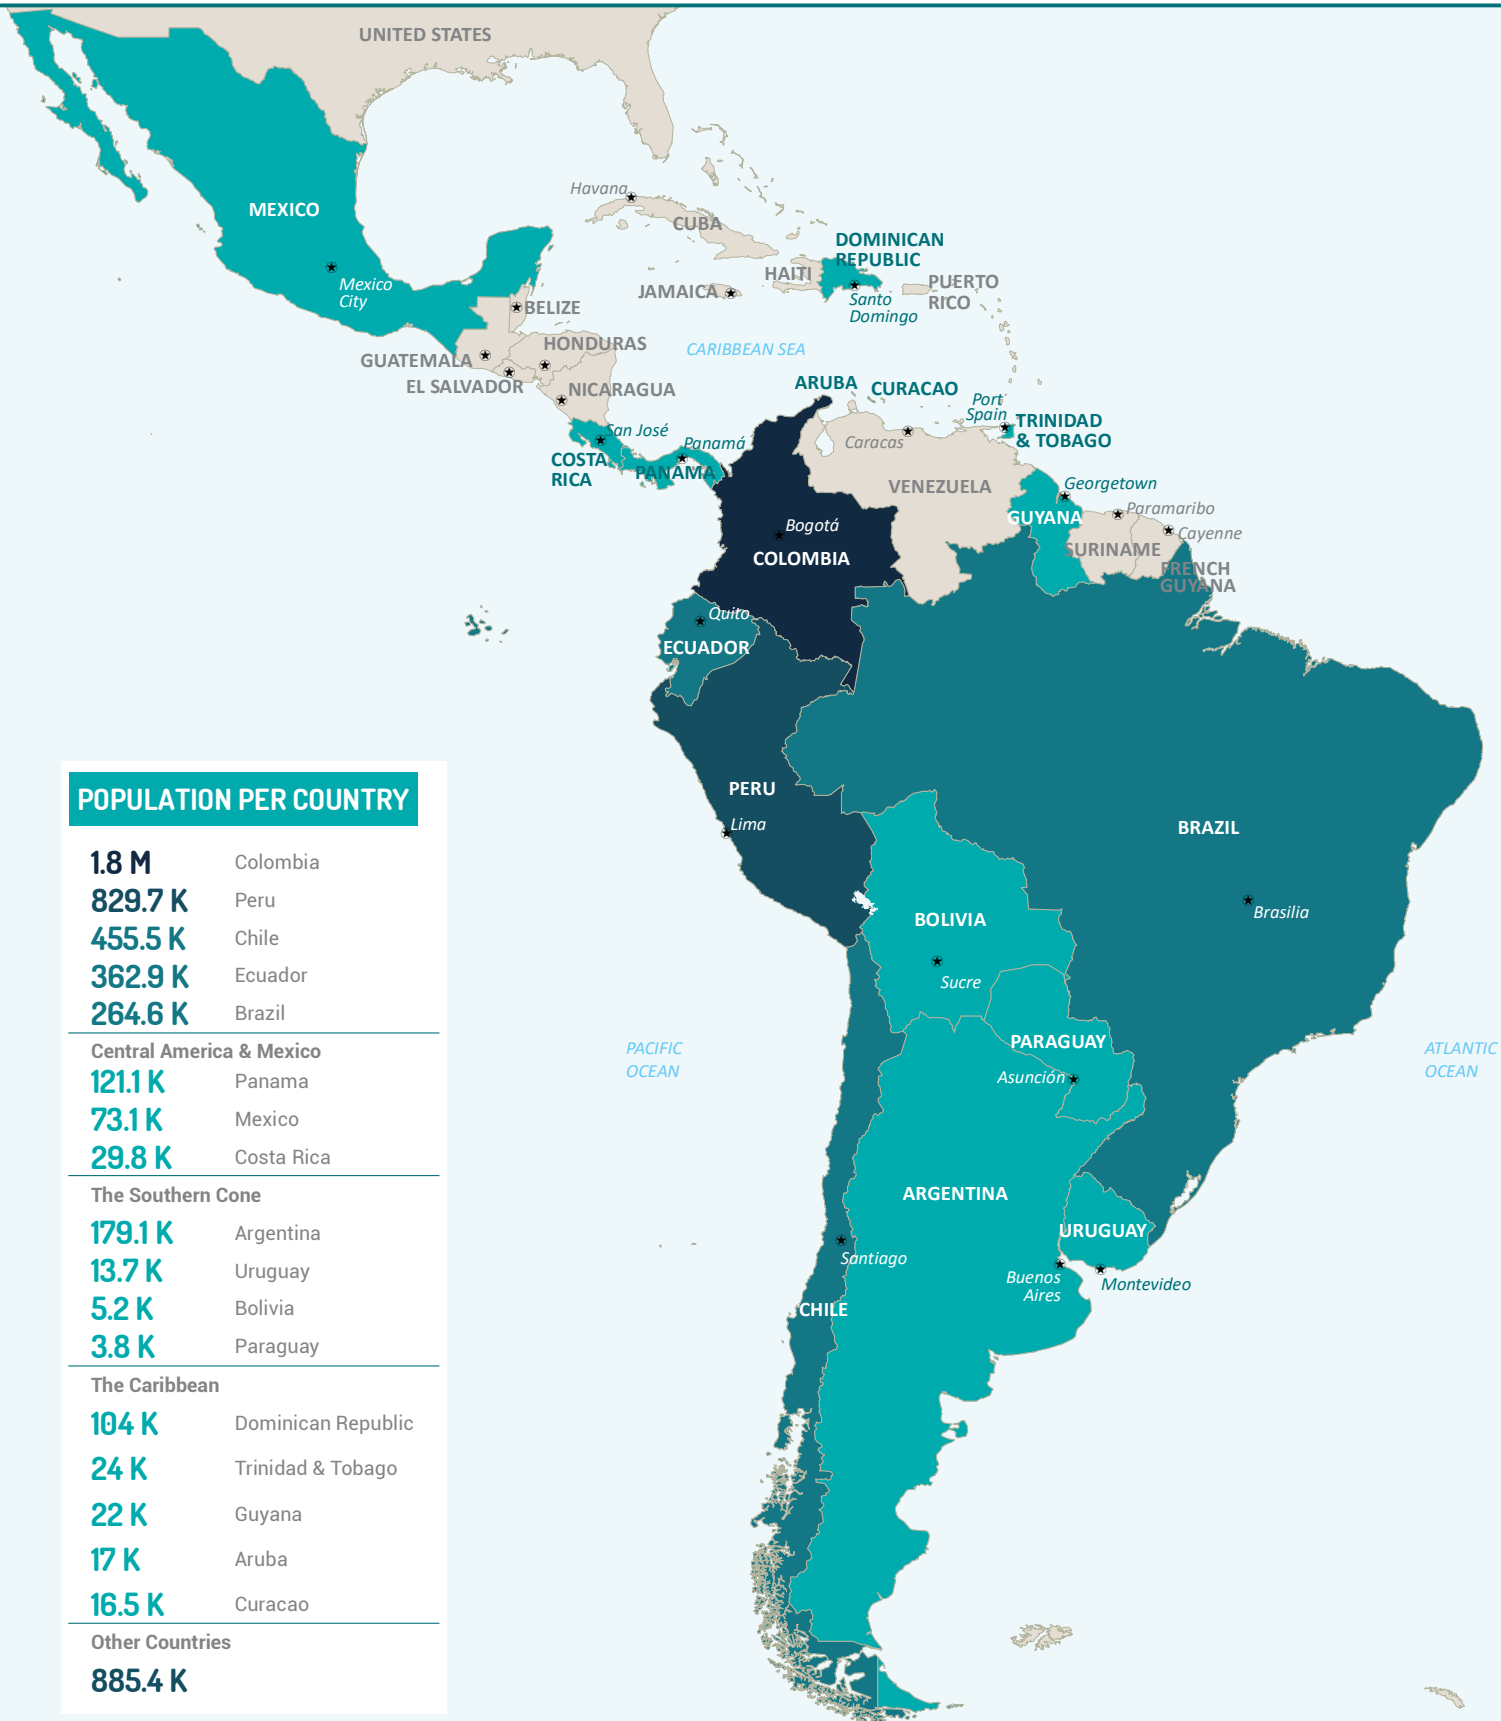 UNITED STATES
MEXICO
Mexico
City
Havana
CUBA
DOMINICAN
REPUBLIC
HAITI
JAMAICA
PUERTO
RICO
Santo
Domingo
BELIZE
HONDURAS
GUATEMALA
EL SALVADOR
NICARAGUA
CARIBBEAN SEA
ARUBA
CURACAO
Port
Spain
TRINIDAD
& TOBAGO
San José
Panamá
COSTA
RICA
PANAMA
Caracas
VENEZUELA
Georgetown
GUYANA
Paramaribo
Cayenne
SURINAME
FRENCH
GUYANA
Bogotá
COLOMBIA
Quito
ECUADOR
PERU
Lima
BRAZIL
Brasilia
BOLIVIA
Sucre
PARAGUAY
Asunción
PACIFIC
OCEAN
ATLANTIC
OCEAN
ARGENTINA
URUGUAY
Santiago
Buenos
Aires
Montevideo
CHILE
POPULATION PER COUNTRY
1.8 M Colombia
829.7 K Peru
455.5 K Chile
362.9 K Ecuador
264.6 K Brazil
Central America & Mexico
121.1 K Panama
73.1 K Mexico
29.8 K Costa Rica
The Southern Cone
179.1 K Argentina
13.7 K Uruguay
5.2 K Bolivia
3.8 K Paraguay
The Caribbean
104 K Dominican Republic
24 K Trinidad & Tobago
22 K Guyana
17 K Aruba
16.5 K Curacao
Other Countries
885.4 K